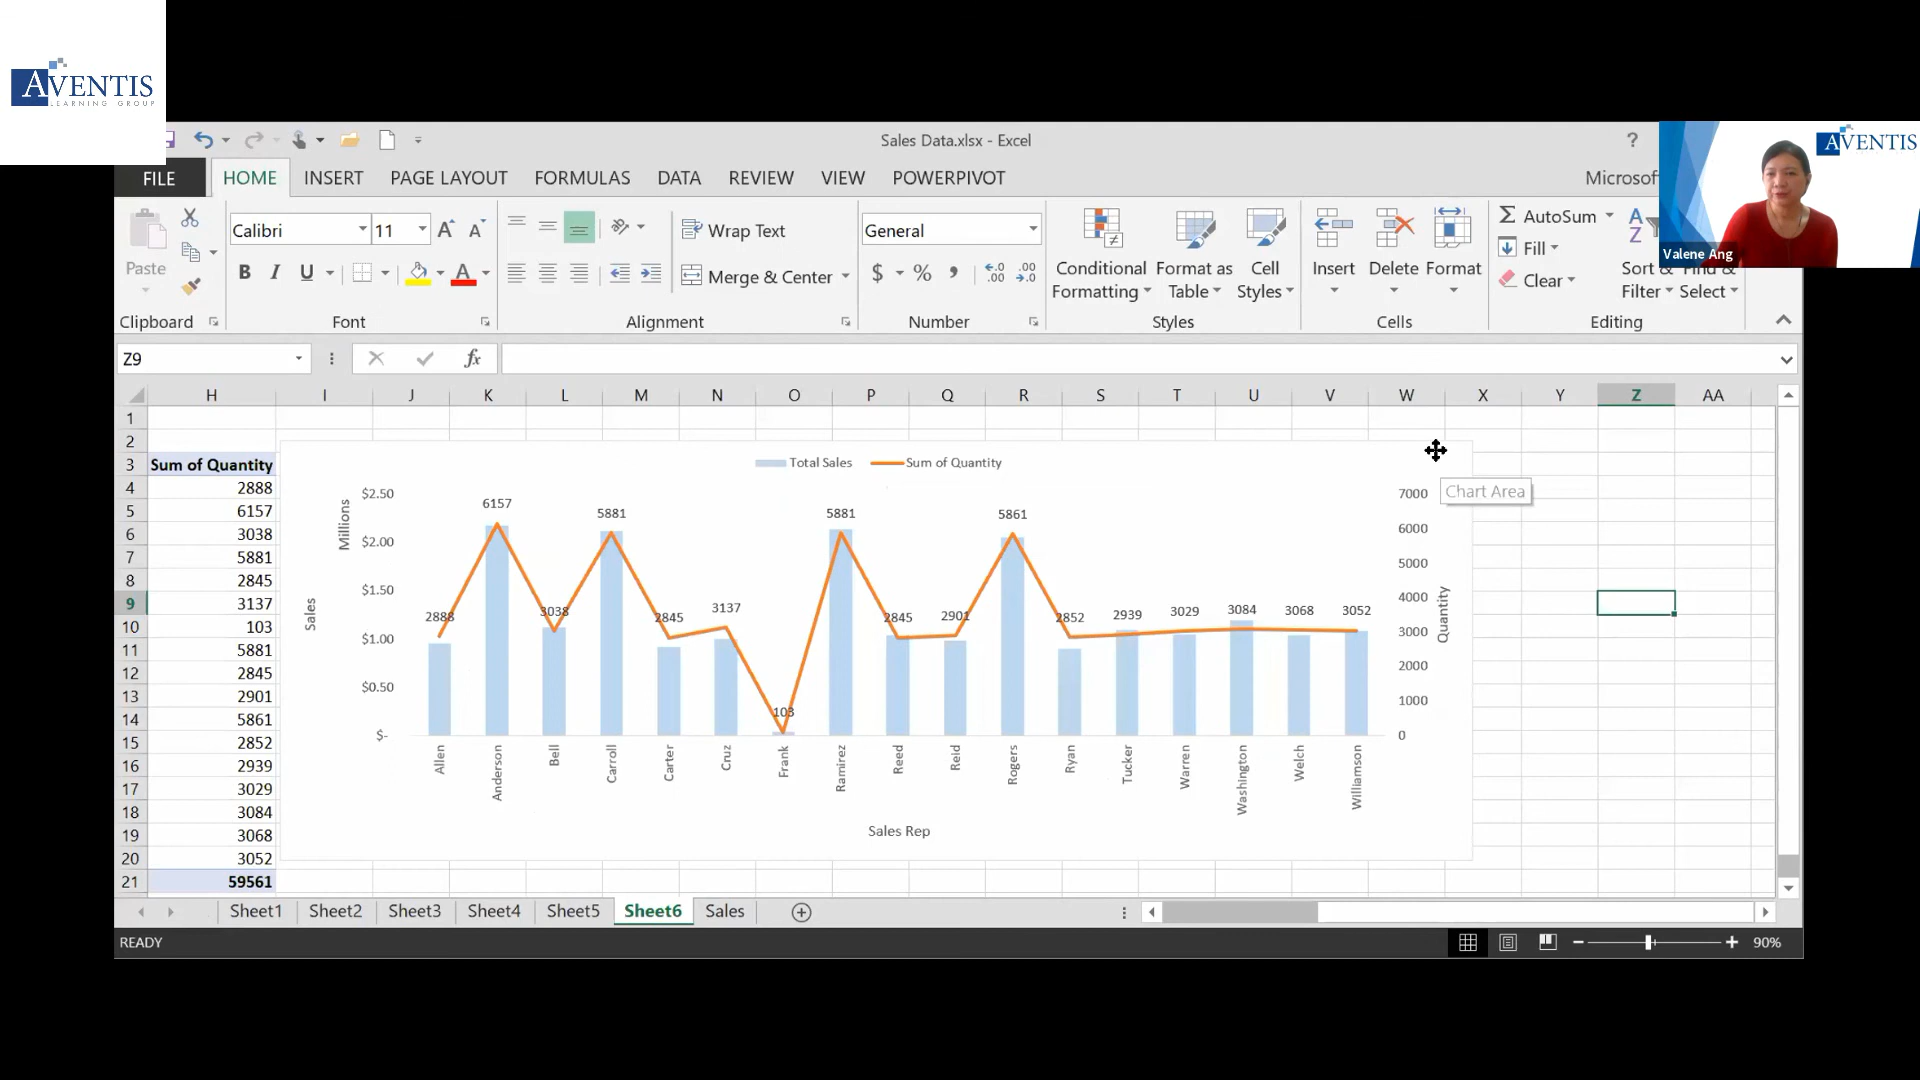 AVENTIS
LEARNING GROUP
Sales Data.xlsx - Excel
?
FILE HOME INSERT PAGE LAYOUT FORMULAS DATA REVIEW VIEW POWERPIVOT
AVENTIS
Valene Ang
Paste
Clipboard
Calibri 11
B I U
Font
Wrap Text
Merge & Center
Alignment
General
$ % ,
Number
Conditional Formatting
Format as Table
Cell Styles
Styles
Insert Delete Format
Cells
AutoSum
Fill
Clear
Sort &
Filter
Select
Editing
Z9
fx
H I J K L M N O P Q R S T U V W X Y Z AA
1
2
3 Sum of Quantity
4 2888
5 6157
6 3038
7 5881
8 2845
9 3137
10 103
11 5881
12 2845
13 2901
14 5861
15 2852
16 2939
17 3029
18 3084
19 3068
20 3052
21 59561
Total Sales Sum of Quantity
Millions
Sales
$2.50
$2.00
$1.50
$1.00
$0.50
$-
2888 6157 3038 5881 2845 3137 103 5881 2845 2901 5861 2852 2939 3029 3084 3068 3052
7000
6000
5000
4000
3000
2000
1000
0
Quantity
Chart Area
Allen Anderson Bell Carroll Carter Cruz Frank Ramirez Reed Reid Rogers Ryan Tucker Warren Washington Welch Williamson
Sales Rep
Sheet1 Sheet2 Sheet3 Sheet4 Sheet5 Sheet6 Sales
READY
90%